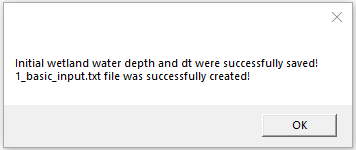 Initial wetland water depth and dt were successfully saved!
1_basic_input.txt file was successfully created!
OK